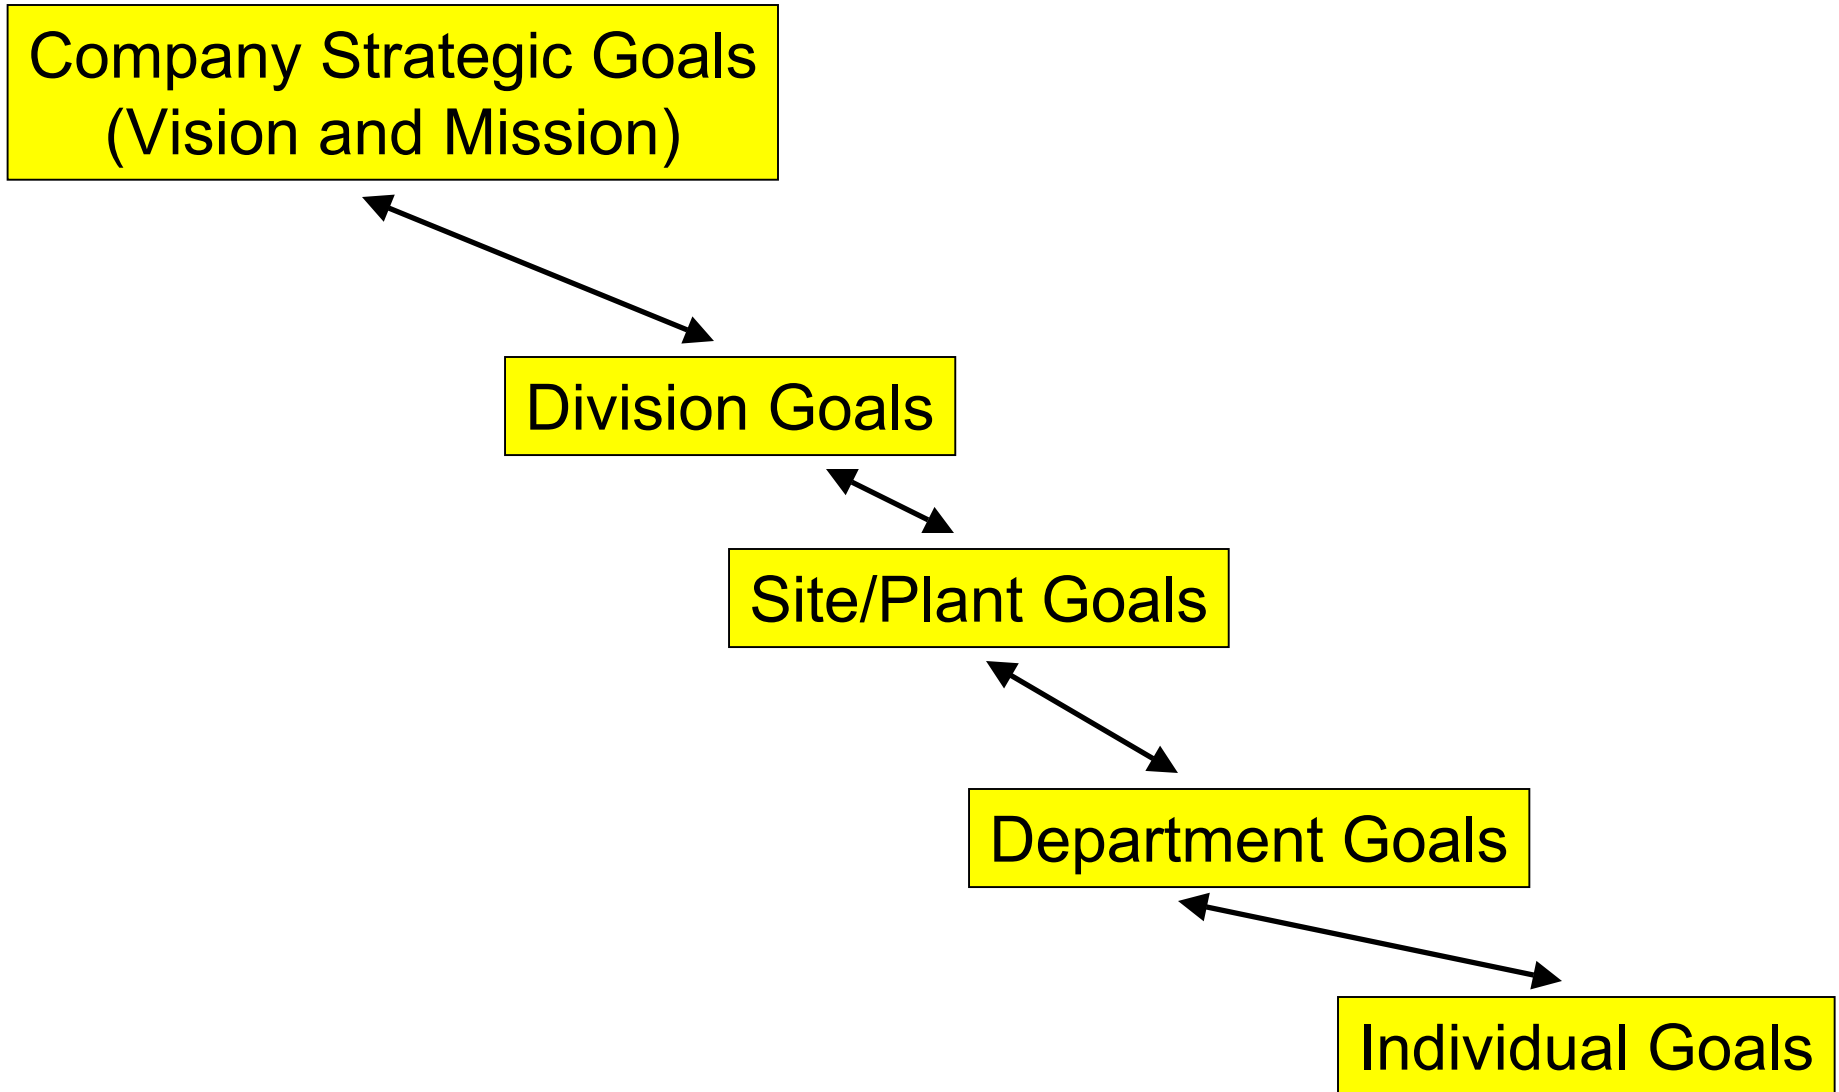 Company Strategic Goals
(Vision and Mission)
Division Goals
Site/Plant Goals
Department Goals
Individual Goals